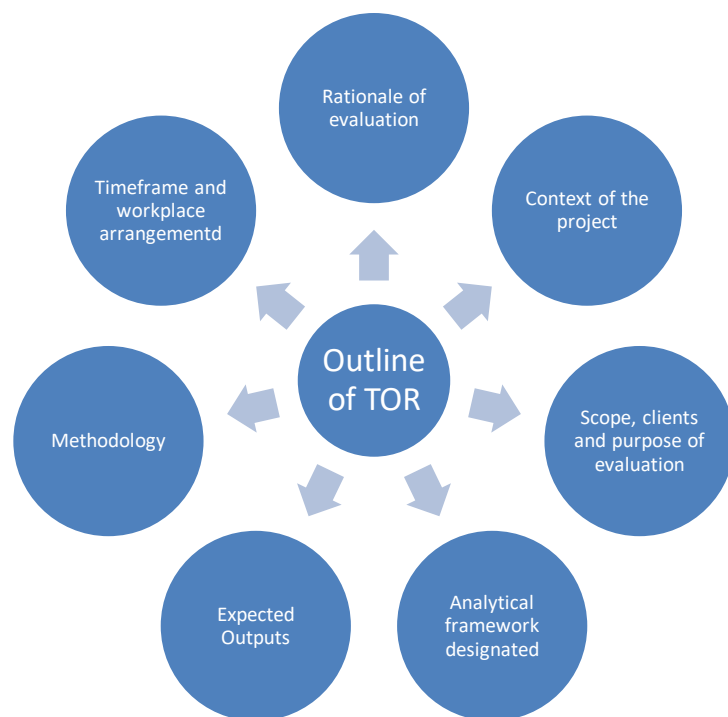 Rationale of
evaluation
Context of the
project
Scope, clients
and purpose of
evaluation
Analytical
framework
designated
Expected
Outputs
Methodology
Timeframe and
workplace
arrangementd
Outline
of TOR